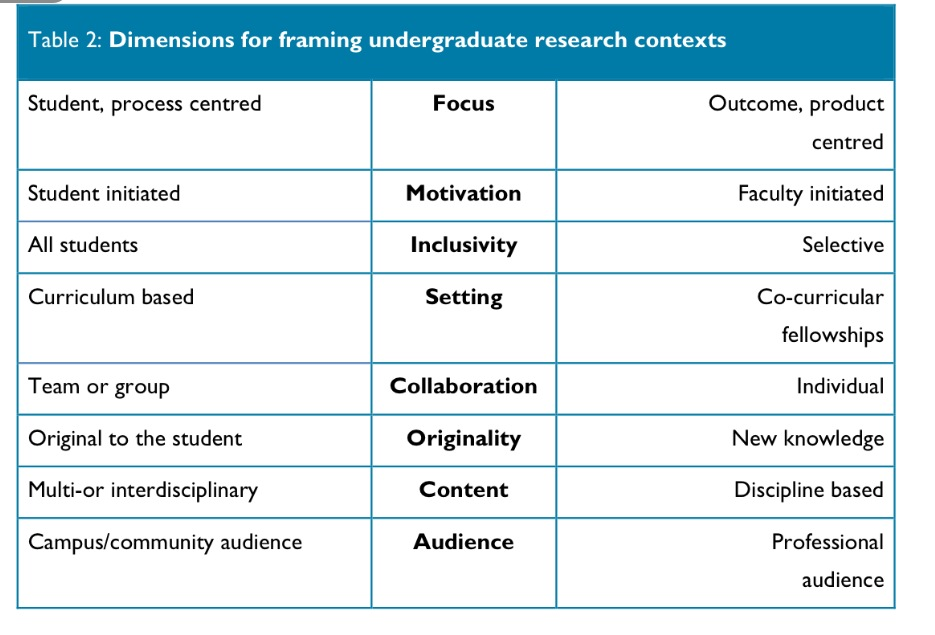 Table 2: Dimensions for framing undergraduate research contexts
Student, process centred Focus Outcome, product
centred
Student initiated Motivation Faculty initiated
All students Inclusivity Selective
Curriculum based Setting Co-curricular
fellowships
Team or group Collaboration Individual
Original to the student Originality New knowledge
Multi-or interdisciplinary Content Discipline based
Campus/community audience Audience Professional
audience